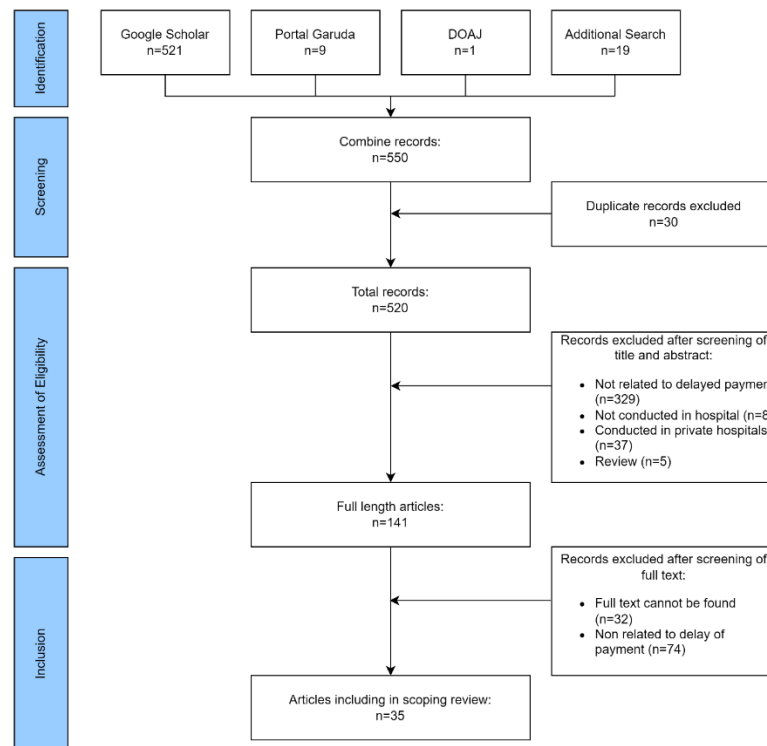 Identification
Google Scholar
n=521
Portal Garuda
n=9
DOAJ
n=1
Additional Search
n=19
Screening
Combine records:
n=550
Duplicate records excluded
n=30
Assessment of Eligibility
Total records:
n=520
Records excluded after screening of
title and abstract:
• Not related to delayed
(n=329)
• Not conducted in hospital
• Conducted in private hospitals
(n=37)
• Review (n=5)
Full length articles:
n=141
Inclusion
Records excluded after screening of
full text:
• Full text cannot be found
(n=32)
• Non related to delay of
payment (n=74)
Articles including in scoping review:
n=35